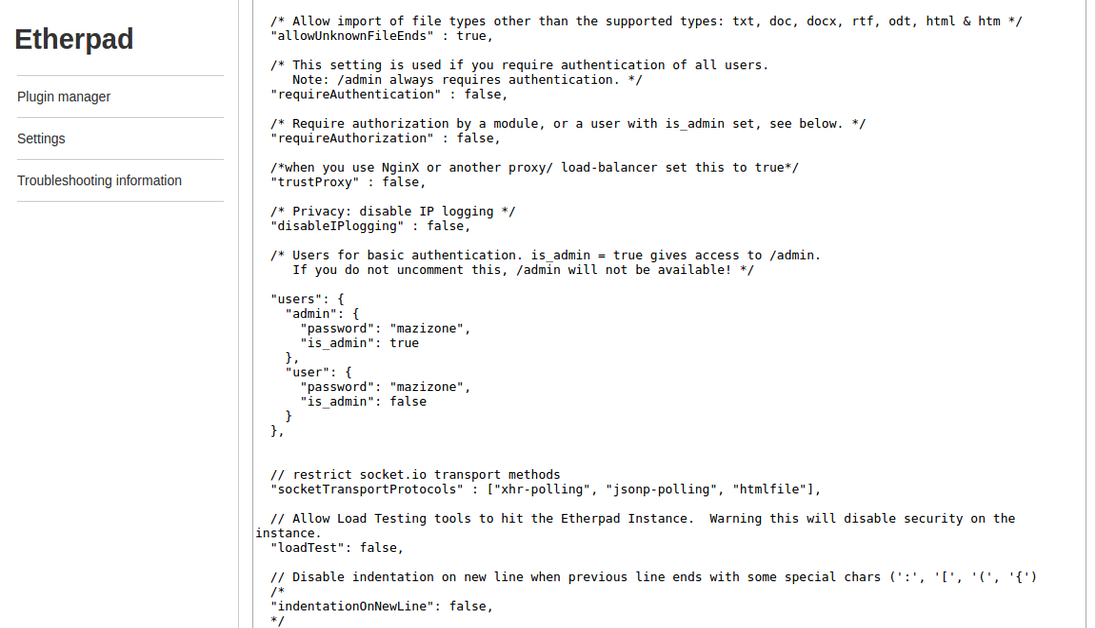 Etherpad
Plugin manager
Settings
Troubleshooting information
/* Allow import of file types other than the supported types: txt, doc, docx, rtf, odt, html & htm */
"allowUnknownFileEnds" : true,
/* This setting is used if you require authentication of all users.
Note: /admin always requires authentication. */
"requireAuthentication" : false,
/* Require authorization by a module, or a user with is_admin set, see below. */
"requireAuthorization" : false,
/*when you use NginX or another proxy/ load-balancer set this to true*/
"trustProxy" : false,
/* Privacy: disable IP logging */
"disableIPlogging" : false,
/* Users for basic authentication. is_admin = true gives access to /admin.
If you do not uncomment this, /admin will not be available! */
"users": {
"admin": {
"password": "mazizone",
"is_admin": true
},
"user": {
"password": "mazizone",
"is_admin": false
}
},
// restrict socket.io transport methods
"socketTransportProtocols" : ["xhr-polling", "jsonp-polling", "htmlfile"],
// Allow Load Testing tools to hit the Etherpad Instance.  Warning this will disable security on the
instance.
"loadTest": false,
// Disable indentation on new line when previous line ends with some special chars (':', '[', '(', '{')
/*
"indentationOnNewLine": false,
*/